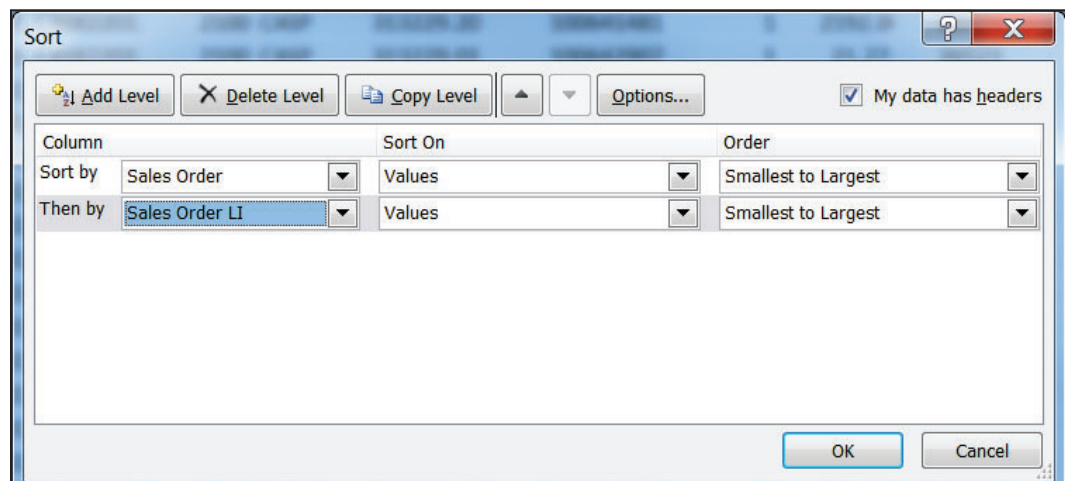 Sort
Add Level Delete Level Copy Level Options... My data has headers
Column Sort On Order
Sort by Sales Order Values Smallest to Largest
Then by Sales Order LI Values Smallest to Largest
OK Cancel